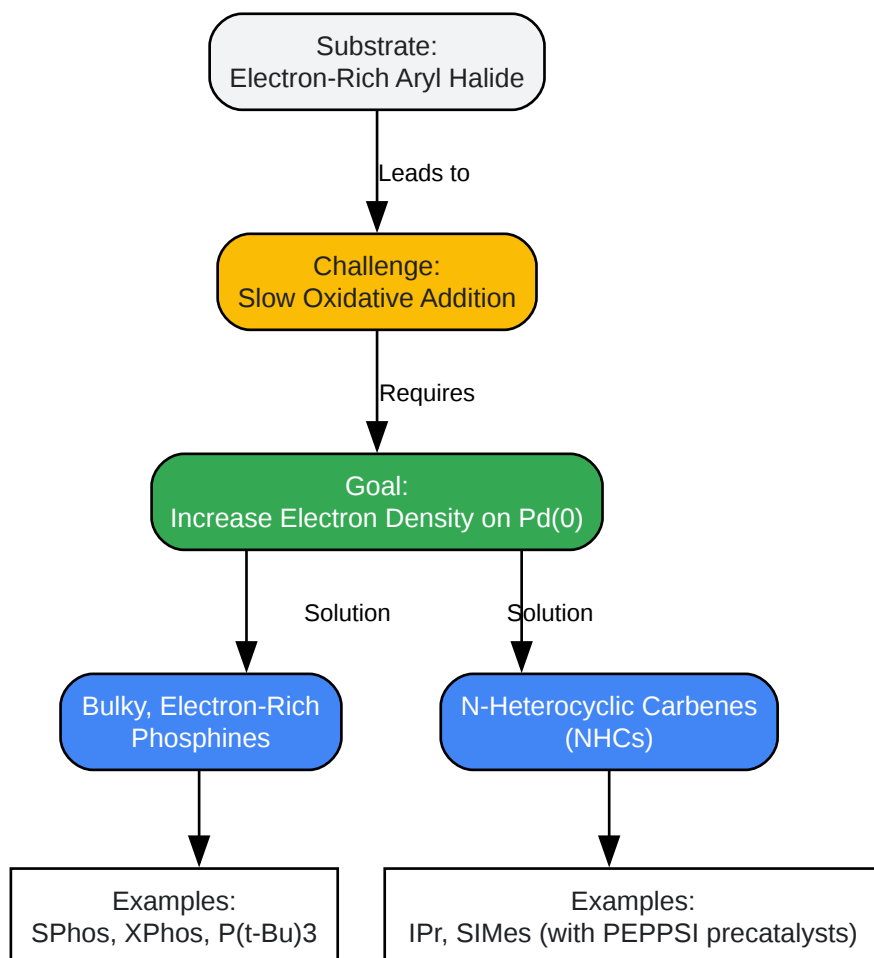 Substrate:
Electron-Rich Aryl Halide
Leads to
Challenge:
Slow Oxidative Addition
Requires
Goal:
Increase Electron Density on Pd(0)
Solution
Solution
Bulky, Electron-Rich
Phosphines
N-Heterocyclic Carbenes
(NHCs)
Examples:
SPhos, XPhos, P(t-Bu)3
Examples:
IPr, SIMes (with PEPPSI precatalysts)